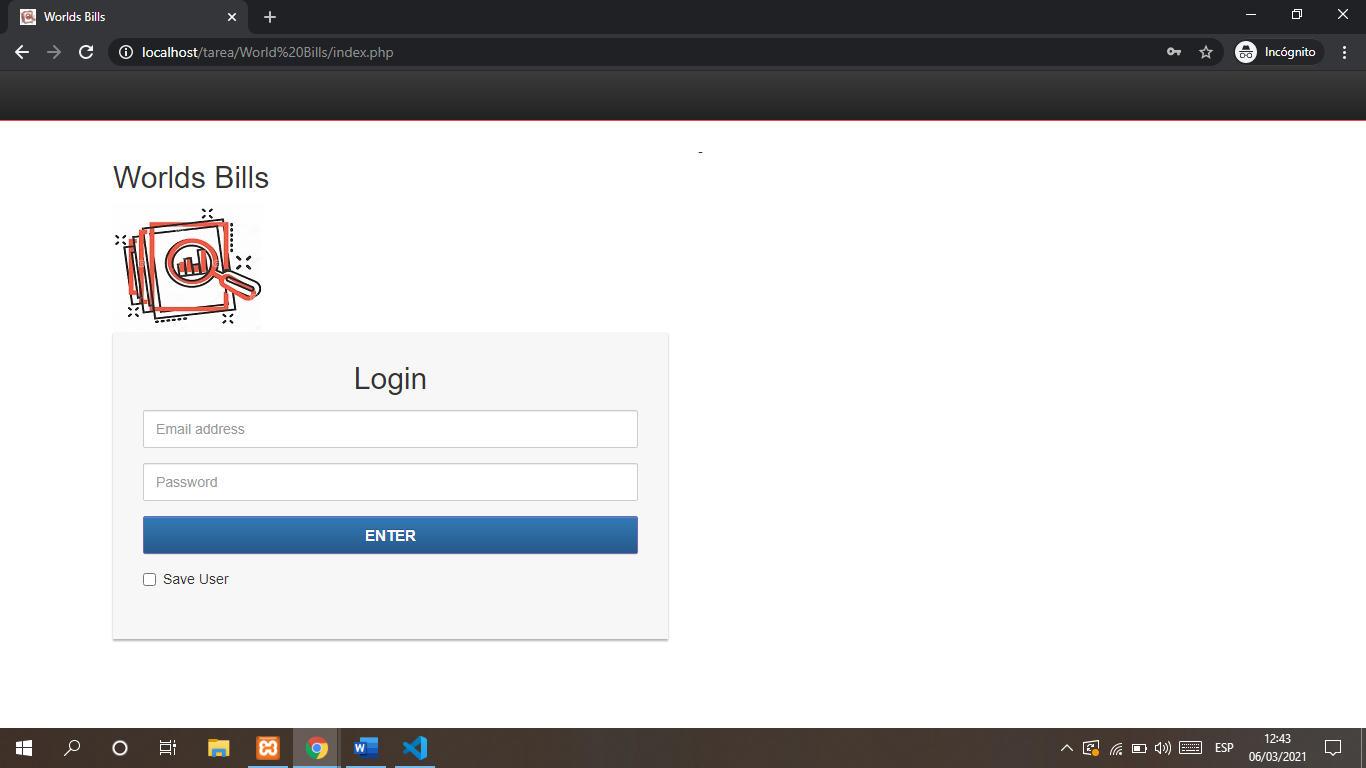 Worlds Bills
localhost/tarea/World%20Bills/index.php
Incógnito
-
Worlds Bills
Login
Email address
Password
ENTER
Save User
ESP
12:43
06/03/2021